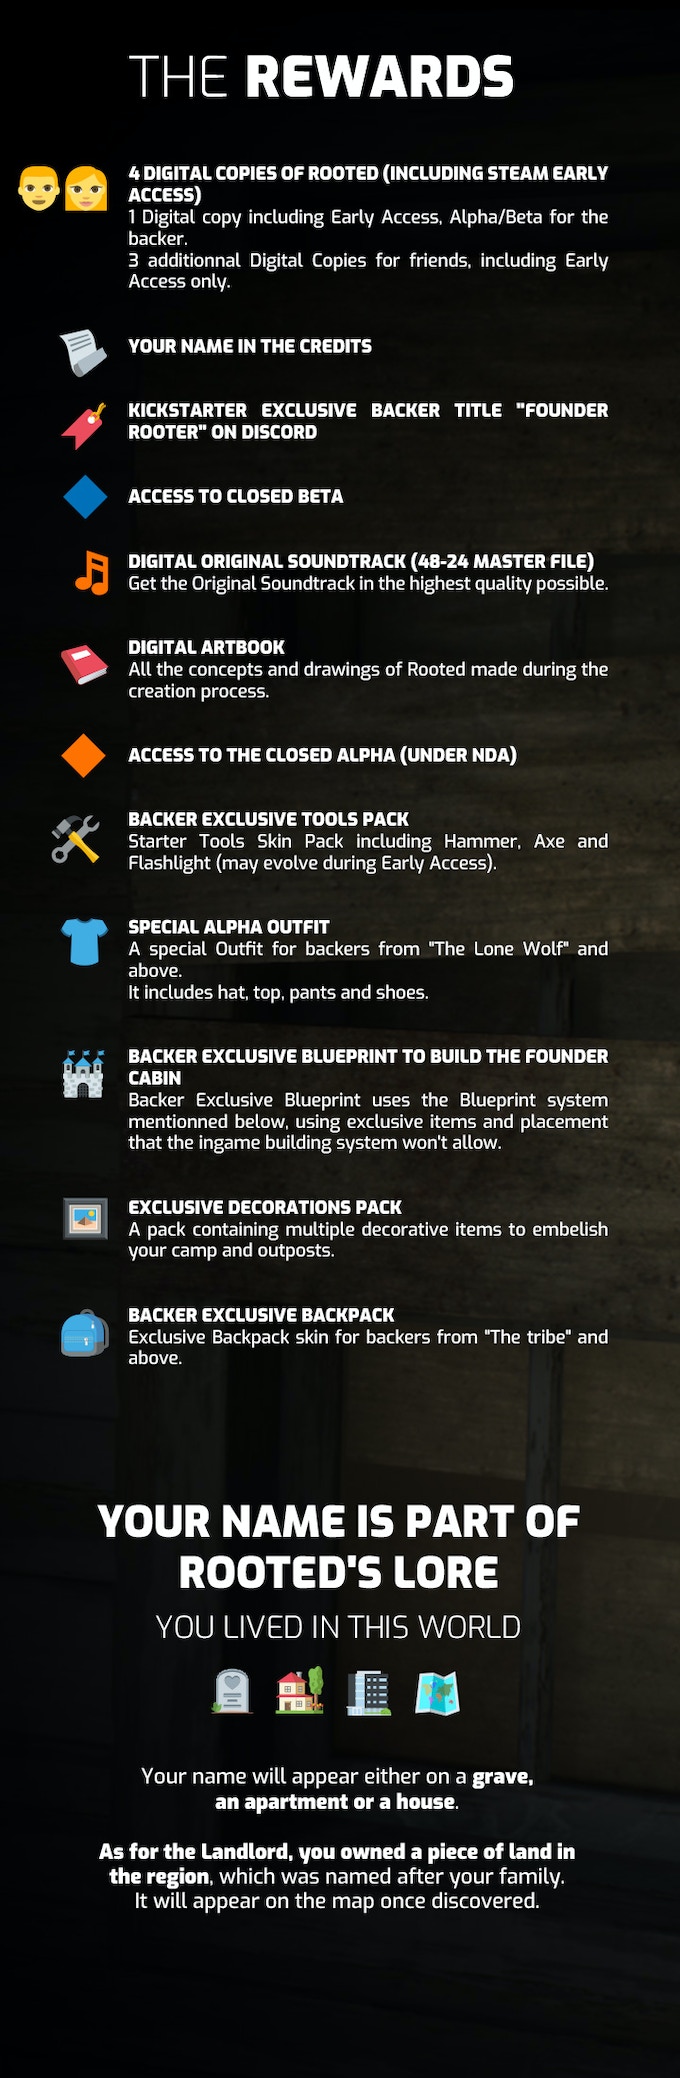 THE REWARDS
4 DIGITAL COPIES OF ROOTED (INCLUDING STEAM EARLY
ACCESS)
1 Digital copy including Early Access, Alpha/Beta for the
backer.
3 additionnal Digital Copies for friends, including Early
Access only.
YOUR NAME IN THE CREDITS
KICKSTARTER EXCLUSIVE BACKER TITLE "FOUNDER
ROOTER" ON DISCORD
ACCESS TO CLOSED BETA
DIGITAL ORIGINAL SOUNDTRACK (48-24 MASTER FILE)
Get the Original Soundtrack in the highest quality possible.
DIGITAL ARTBOOK
All the concepts and drawings of Rooted made during the
creation process.
ACCESS TO THE CLOSED ALPHA (UNDER NDA)
BACKER EXCLUSIVE TOOLS PACK
Starter Tools Skin Pack including Hammer, Axe and
Flashlight (may evolve during Early Access).
SPECIAL ALPHA OUTFIT
A special Outfit for backers from "The Lone Wolf" and
above.
It includes hat, top, pants and shoes.
BACKER EXCLUSIVE BLUEPRINT TO BUILD THE FOUNDER
CABIN
Backer Exclusive Blueprint uses the Blueprint system
mentionned below, using exclusive items and placement
that the ingame building system won't allow.
EXCLUSIVE DECORATIONS PACK
A pack containing multiple decorative items to embelish
your camp and outposts.
BACKER EXCLUSIVE BACKPACK
Exclusive Backpack skin for backers from "The tribe" and
above.
YOUR NAME IS PART OF
ROOTED'S LORE
YOU LIVED IN THIS WORLD
Your name will appear either on a grave,
an apartment or a house.
As for the Landlord, you owned a piece of land in
the region, which was named after your family.
It will appear on the map once discovered.